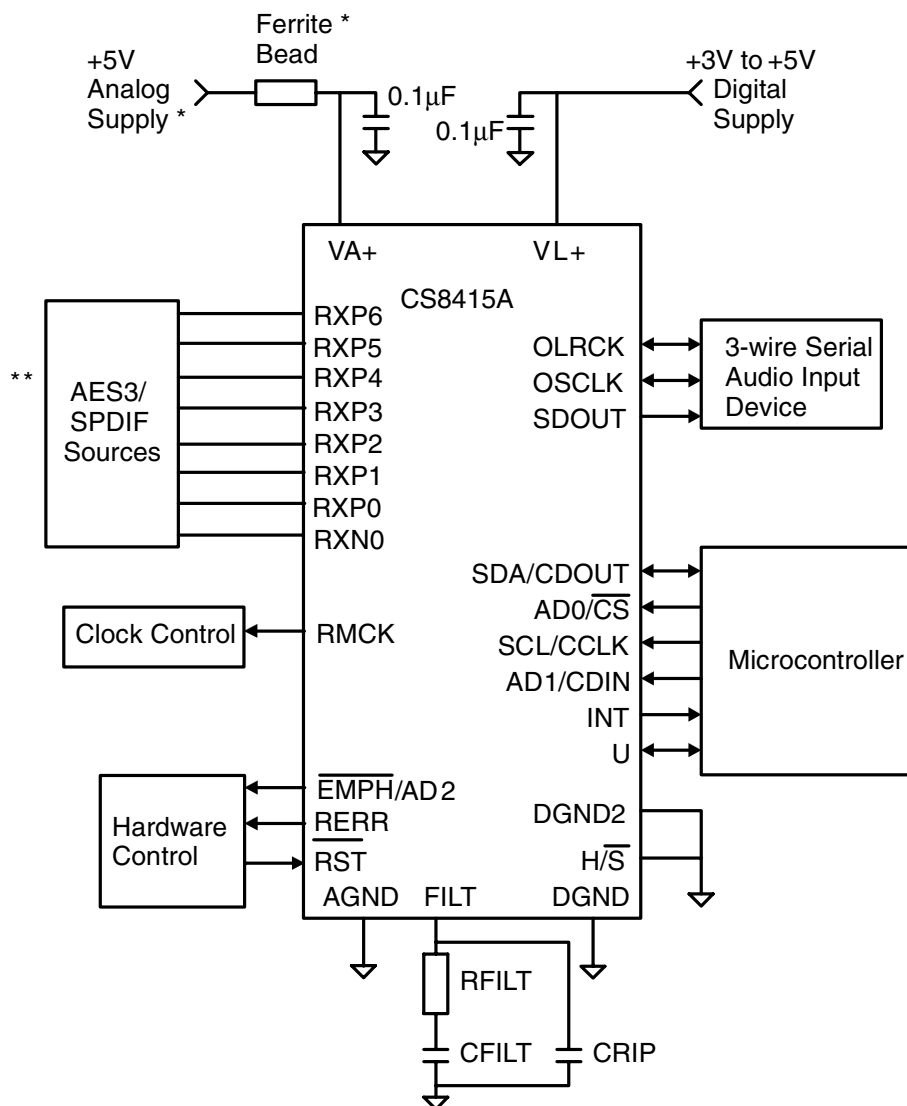 Ferrite *
Bead
+5V
Analog
Supply *
0.1µF
0.1µF
+3V to +5V
Digital
Supply
VA+
VL+
CS8415A
**
AES3/
SPDIF
Sources
RXP6
RXP5
RXP4
RXP3
RXP2
RXP1
RXP0
RXN0
OLRCK
OSCLK
SDOUT
3-wire Serial
Audio Input
Device
Clock Control
RMCK
SDA/CDOUT
AD0/C̅S̅
SCL/CCLK
AD1/CDIN
INT
U
Microcontroller
Hardware
Control
E̅M̅P̅H̅/AD2
RERR
R̅S̅T̅
DGND2
H/S̅
AGND
FILT
DGND
RFILT
CFILT
CRIP